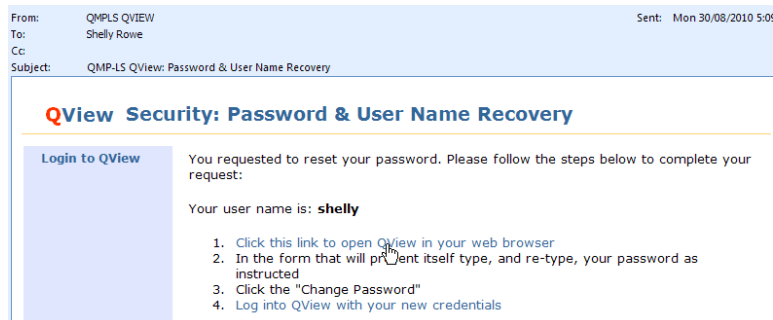 From: QMPLS QVIEW Sent: Mon 30/08/2010 5:09
To: Shelly Rowe
Cc:
Subject: QMP-LS QView: Password & User Name Recovery
QView Security: Password & User Name Recovery
Login to QView
You requested to reset your password. Please follow the steps below to complete your
request:
Your user name is: shelly
1. Click this link to open QView in your web browser
2. In the form that will present itself type, and re-type, your password as
instructed
3. Click the "Change Password"
4. Log into QView with your new credentials